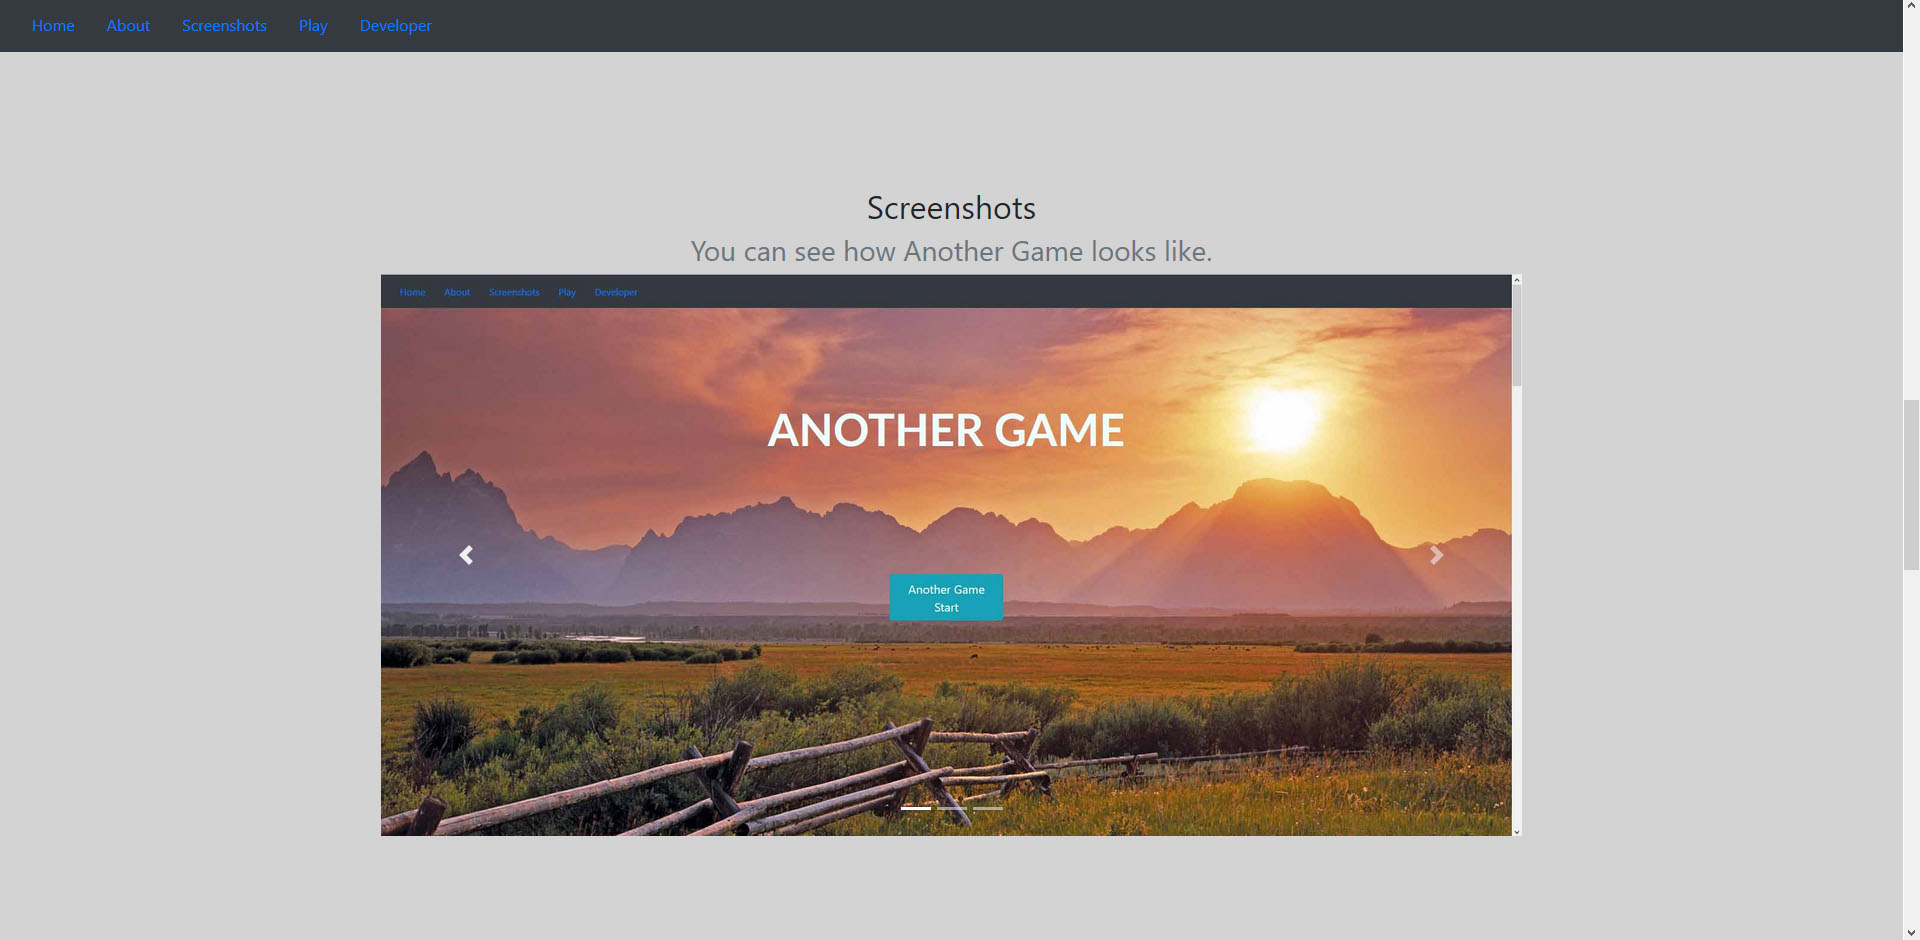 Home About Screenshots Play Developer
Screenshots
You can see how Another Game looks like.
Home About Screenshots Play Developer
ANOTHER GAME
Another Game
Start